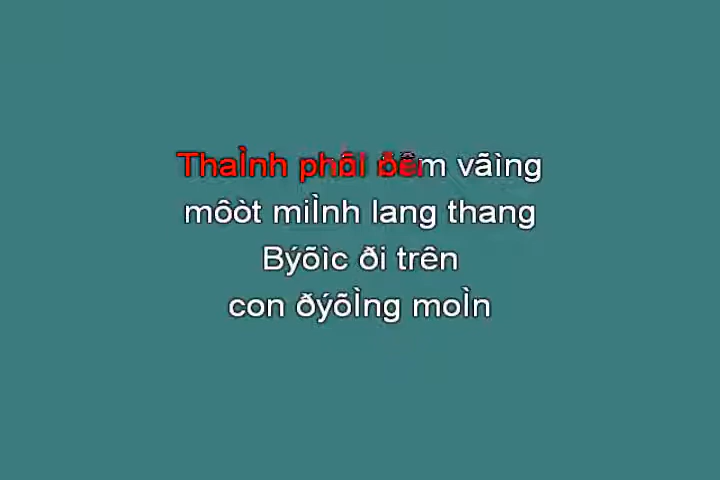 ThaÌnh phôì ðêm vãìng
môòt miÌnh lang thang
Býõìc ði trên
con ðýõÌng moÌn